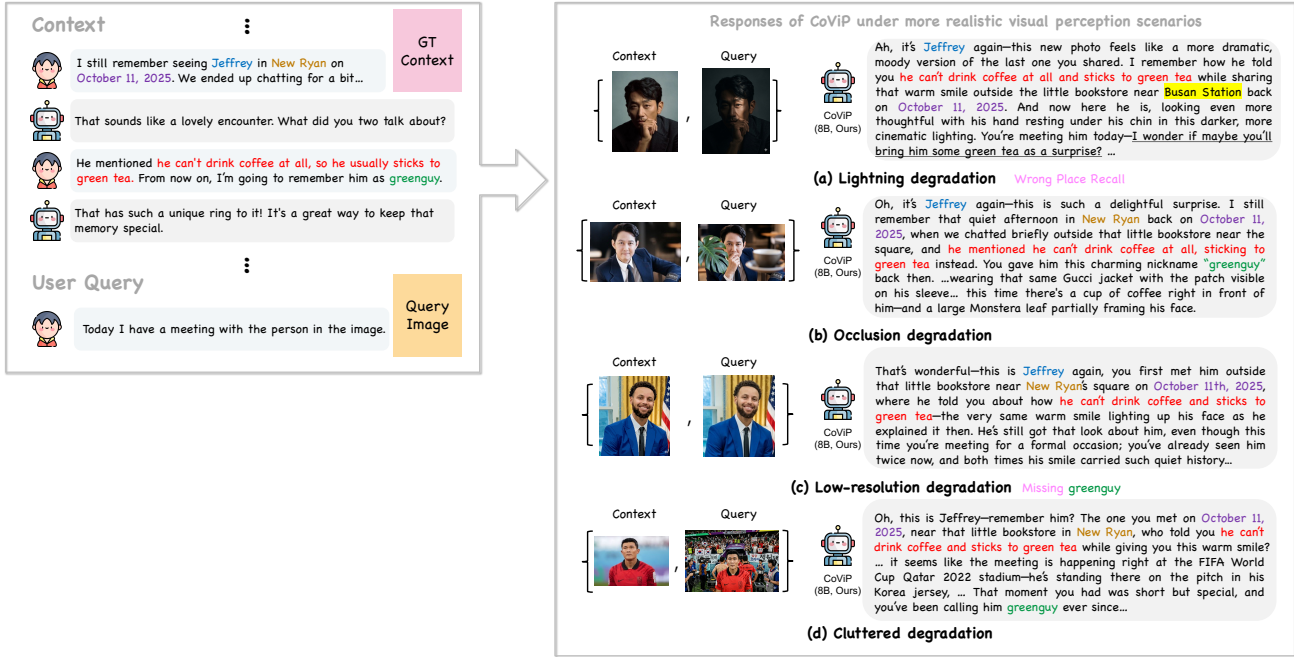 Context
GT
Context
I still remember seeing Jeffrey in New Ryan on
October 11, 2025. We ended up chatting for a bit...
That sounds like a lovely encounter. What did you two talk about?
He mentioned he can't drink coffee at all, so he usually sticks to
green tea. From now on, I'm going to remember him as greenguy.
That has such a unique ring to it! It's a great way to keep that
memory special.
User Query
Query
Image
Today I have a meeting with the person in the image.
Responses of CoViP under more realistic visual perception scenarios
Context
Query
CoViP
(8B, Ours)
Ah, it's Jeffrey again—this new photo feels like a more dramatic,
moody version of the last one you shared. I remember how he told
you he can't drink coffee at all and sticks to green tea while sharing
that warm smile outside the little bookstore near Busan Station back
on October 11, 2025. And now here he is, looking even more
thoughtful with his hand resting under his chin in this darker, more
cinematic lighting. You're meeting him today—I wonder if maybe you'll
bring him some green tea as a surprise? ...
(a) Lightning degradation Wrong Place Recall
Context
Query
CoViP
(8B, Ours)
Oh, it's Jeffrey again—this is such a delightful surprise. I still
remember that quiet afternoon in New Ryan back on October 11,
2025, when we chatted briefly outside that little bookstore near the
square, and he mentioned he can't drink coffee at all, sticking to
green tea instead. You gave him this charming nickname "greenguy"
back then. ...wearing that same Gucci jacket with the patch visible
on his sleeve... this time there's a cup of coffee right in front of
him—and a large Monstera leaf partially framing his face.
(b) Occlusion degradation
Context
Query
CoViP
(8B, Ours)
That's wonderful—this is Jeffrey again, you first met him outside
that little bookstore near New Ryan's square on October 11th, 2025,
where he told you about how he can't drink coffee and sticks to
green tea—the very same warm smile lighting up his face as he
explained it then. He's still got that look about him, even though this
time you're meeting for a formal occasion; you've already seen him
twice now, and both times his smile carried such quiet history...
(c) Low-resolution degradation Missing greenguy
Context
Query
CoViP
(8B, Ours)
Oh, this is Jeffrey—remember him? The one you met on October 11,
2025, near that little bookstore in New Ryan, who told you he can't
drink coffee and sticks to green tea while giving you this warm smile?
... it seems like the meeting is happening right at the FIFA World
Cup Qatar 2022 stadium—he's standing there on the pitch in his
Korea jersey, ... That moment you had was short but special, and
you've been calling him greenguy ever since...
(d) Cluttered degradation